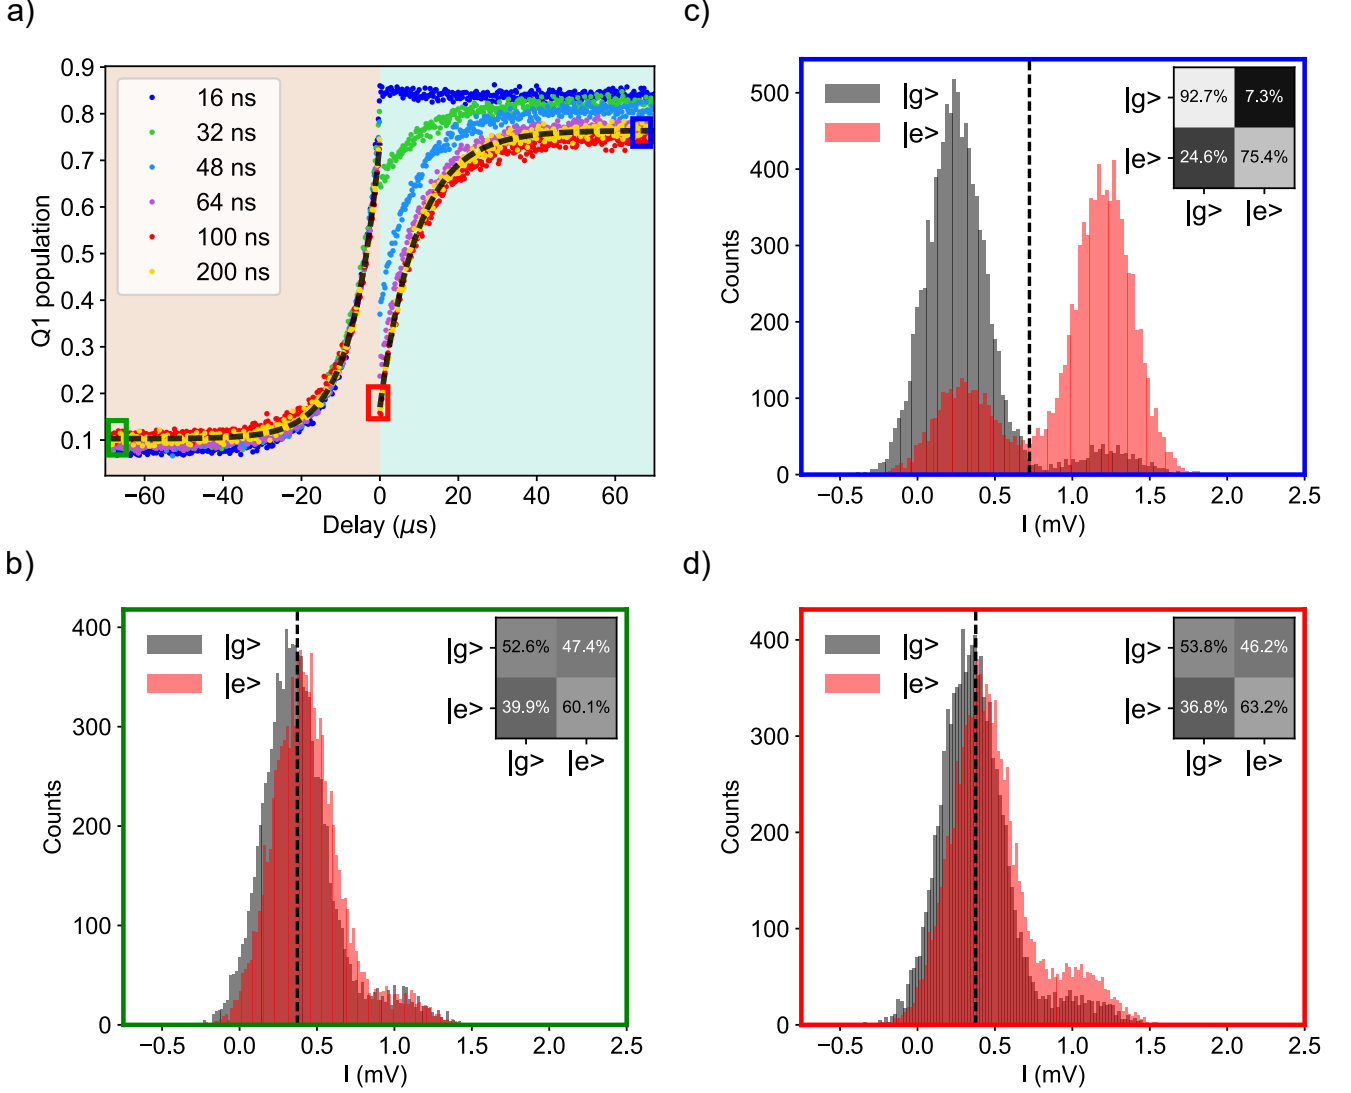 a)
Q1 population
0.9
0.8
0.7
0.6
0.5
0.4
0.3
0.2
0.1
16 ns
32 ns
48 ns
64 ns
100 ns
200 ns
−60 −40 −20 0 20 40 60
Delay (μs)
c)
Counts
500
400
300
200
100
0
|g>
|e>
|g> 92.7% 7.3%
|e> 24.6% 75.4%
|g> |e>
−0.5 0.0 0.5 1.0 1.5 2.0 2.5
I (mV)
b)
Counts
400
300
200
100
0
|g>
|e>
|g> 52.6% 47.4%
|e> 39.9% 60.1%
|g> |e>
−0.5 0.0 0.5 1.0 1.5 2.0 2.5
I (mV)
d)
Counts
400
300
200
100
0
|g>
|e>
|g> 53.8% 46.2%
|e> 36.8% 63.2%
|g> |e>
−0.5 0.0 0.5 1.0 1.5 2.0 2.5
I (mV)